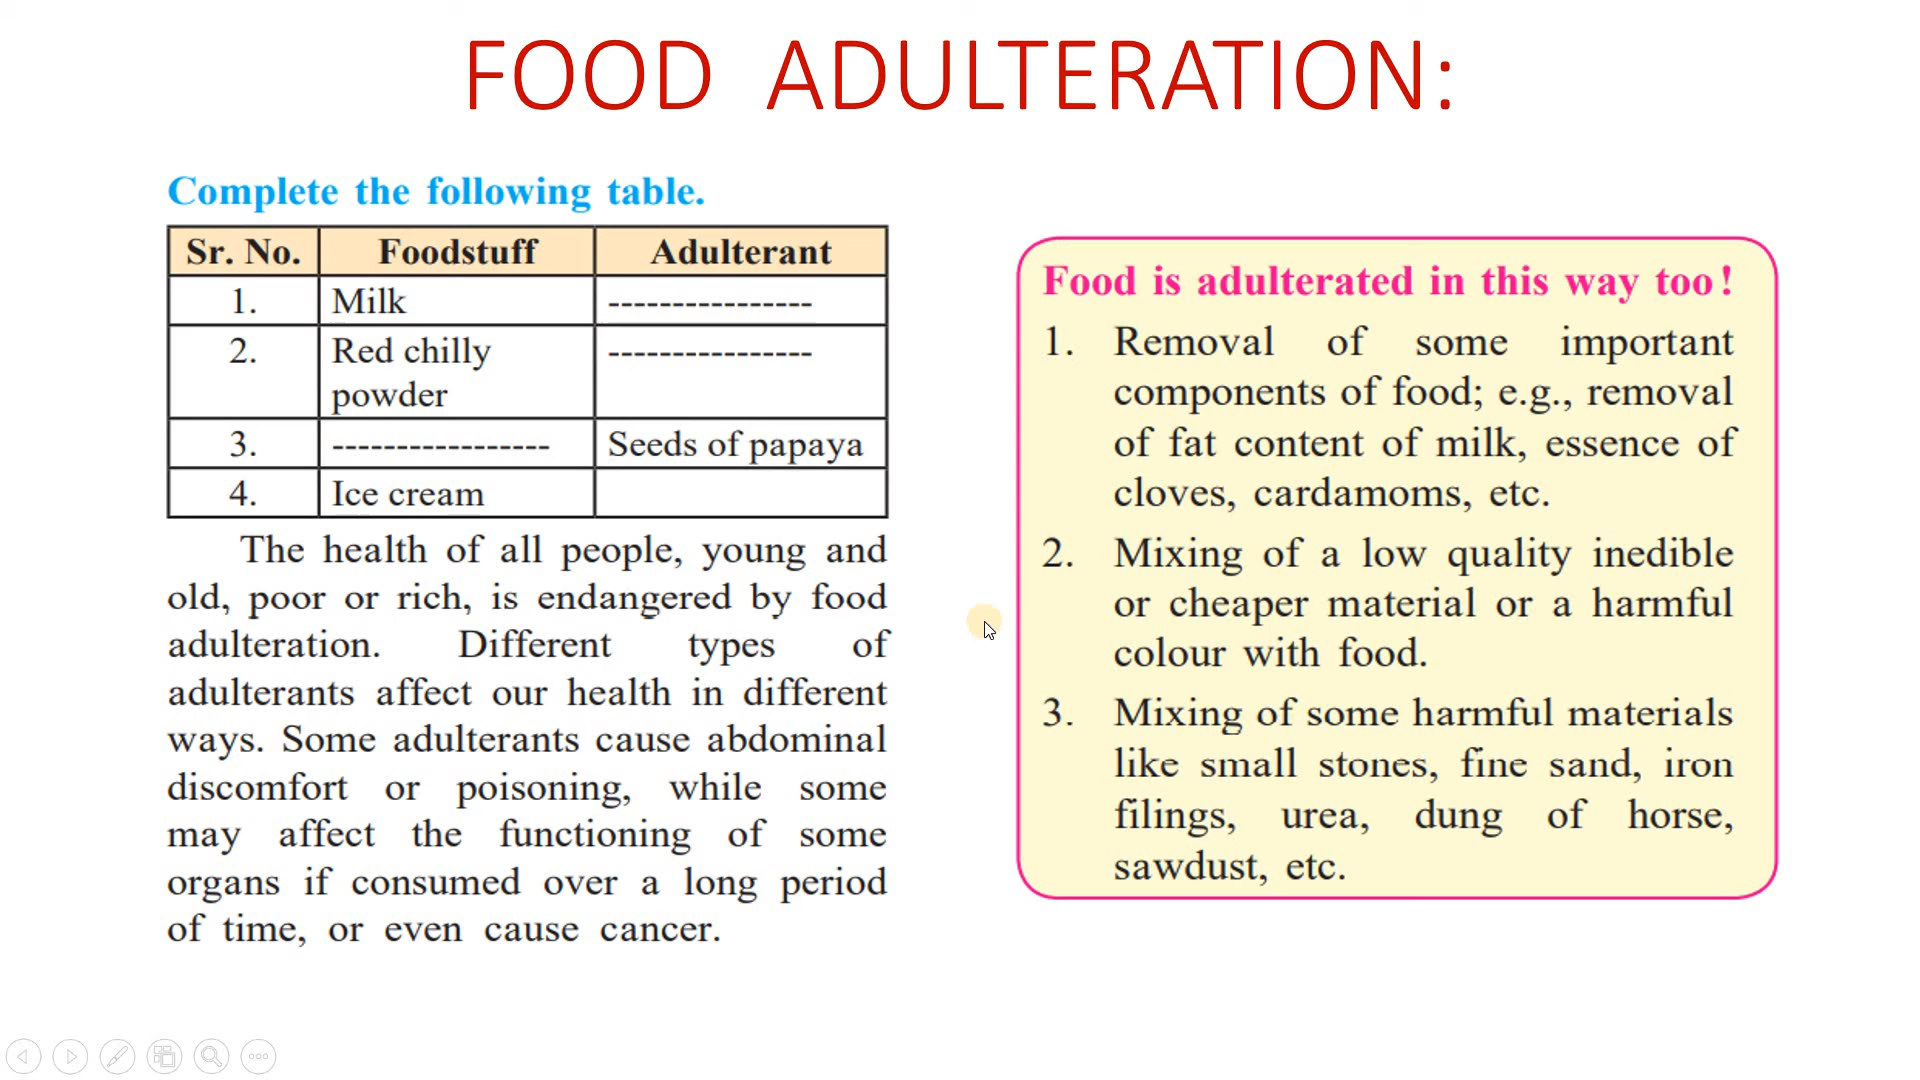 FOOD ADULTERATION:
Complete the following table.
Sr. No. Foodstuff Adulterant
1. Milk ----------------
2. Red chilly ----------------
powder
3. ----------------- Seeds of papaya
4. Ice cream
The health of all people, young and
old, poor or rich, is endangered by food
adulteration. Different types of
adulterants affect our health in different
ways. Some adulterants cause abdominal
discomfort or poisoning, while some
may affect the functioning of some
organs if consumed over a long period
of time, or even cause cancer.
Food is adulterated in this way too!
1. Removal of some important
components of food; e.g., removal
of fat content of milk, essence of
cloves, cardamoms, etc.
2. Mixing of a low quality inedible
or cheaper material or a harmful
colour with food.
3. Mixing of some harmful materials
like small stones, fine sand, iron
filings, urea, dung of horse,
sawdust, etc.